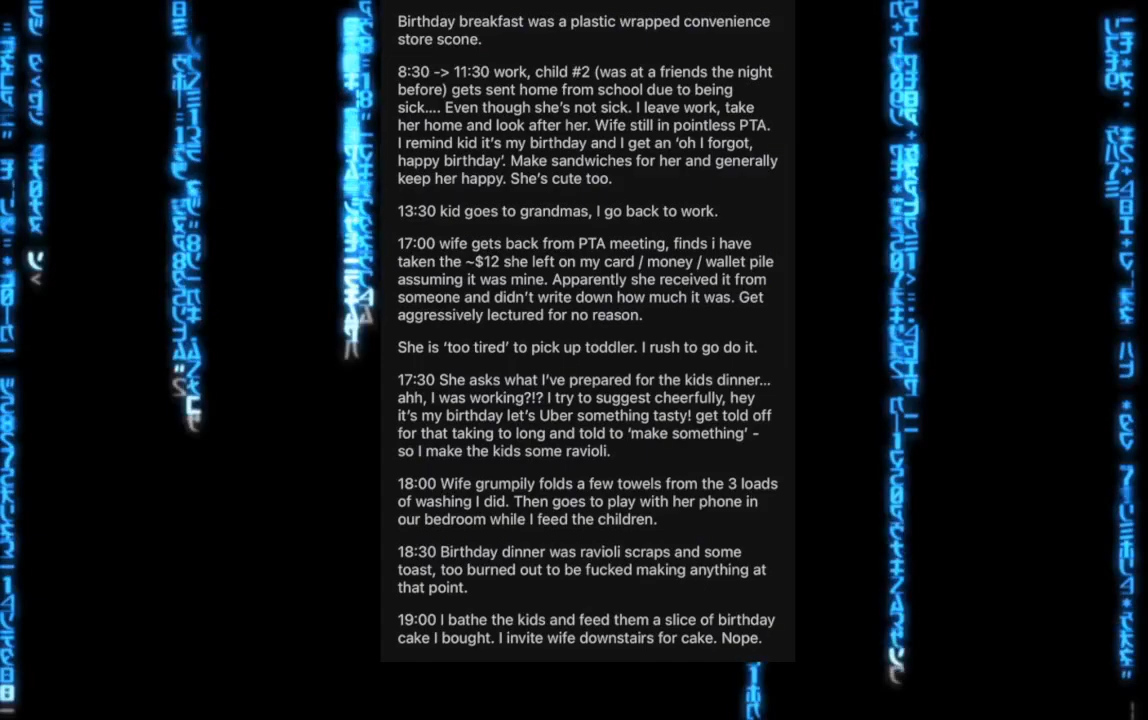 Birthday breakfast was a plastic wrapped convenience
store scone.
8:30 -> 11:30 work, child #2 (was at a friends the night
before) gets sent home from school due to being
sick.... Even though she's not sick. I leave work, take
her home and look after her. Wife still in pointless PTA.
I remind kid it's my birthday and I get an 'oh I forgot,
happy birthday'. Make sandwiches for her and generally
keep her happy. She's cute too.
13:30 kid goes to grandmas, I go back to work.
17:00 wife gets back from PTA meeting, finds i have
taken the ~$12 she left on my card / money / wallet pile
assuming it was mine. Apparently she received it from
someone and didn't write down how much it was. Get
aggressively lectured for no reason.
She is 'too tired' to pick up toddler. I rush to go do it.
17:30 She asks what I've prepared for the kids dinner...
ahh, I was working?!? I try to suggest cheerfully, hey
it's my birthday let's Uber something tasty! get told off
for that taking to long and told to 'make something' -
so I make the kids some ravioli.
18:00 Wife grumpily folds a few towels from the 3 loads
of washing I did. Then goes to play with her phone in
our bedroom while I feed the children.
18:30 Birthday dinner was ravioli scraps and some
toast, too burned out to be fucked making anything at
that point.
19:00 I bathe the kids and feed them a slice of birthday
cake I bought. I invite wife downstairs for cake. Nope.